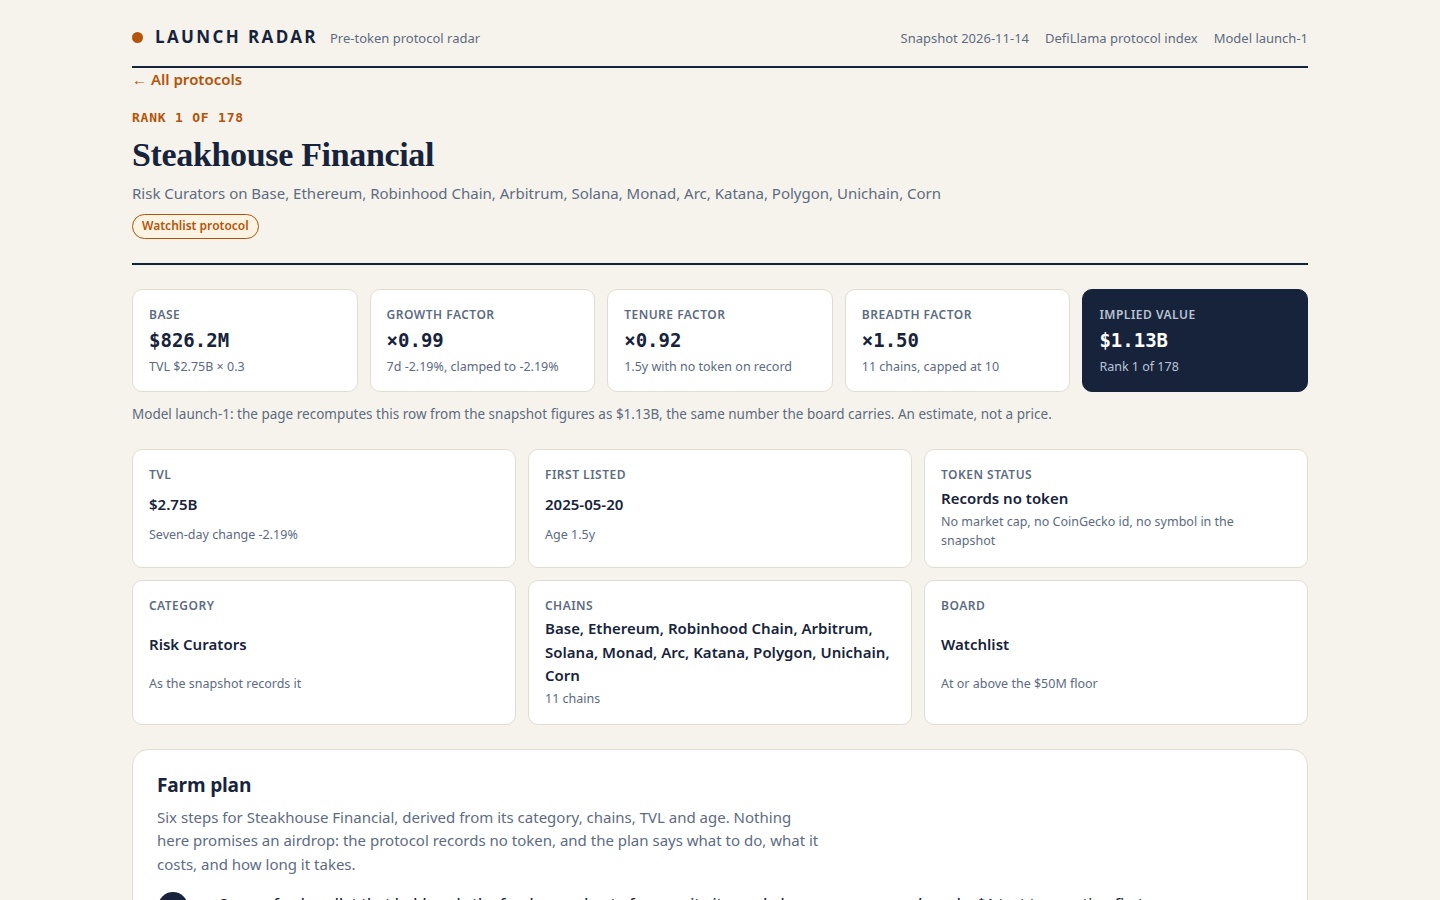 LAUNCH RADAR Pre-token protocol radar Snapshot 2026-11-14 DefiLlama protocol index Model launch-1
← All protocols
RANK 1 OF 178
Steakhouse Financial
Risk Curators on Base, Ethereum, Robinhood Chain, Arbitrum, Solana, Monad, Arc, Katana, Polygon, Unichain, Corn
Watchlist protocol
BASE
$826.2M
TVL $2.75B × 0.3
GROWTH FACTOR
×0.99
7d -2.19%, clamped to -2.19%
TENURE FACTOR
×0.92
1.5y with no token on record
BREADTH FACTOR
×1.50
11 chains, capped at 10
IMPLIED VALUE
$1.13B
Rank 1 of 178
Model launch-1: the page recomputes this row from the snapshot figures as $1.13B, the same number the board carries. An estimate, not a price.
TVL
$2.75B
Seven-day change -2.19%
FIRST LISTED
2025-05-20
Age 1.5y
TOKEN STATUS
Records no token
No market cap, no CoinGecko id, no symbol in the
snapshot
CATEGORY
Risk Curators
As the snapshot records it
CHAINS
Base, Ethereum, Robinhood Chain, Arbitrum,
Solana, Monad, Arc, Katana, Polygon, Unichain,
Corn
11 chains
BOARD
Watchlist
At or above the $50M floor
Farm plan
Six steps for Steakhouse Financial, derived from its category, chains, TVL and age. Nothing
here promises an airdrop: the protocol records no token, and the plan says what to do, what it
costs, and how long it takes.